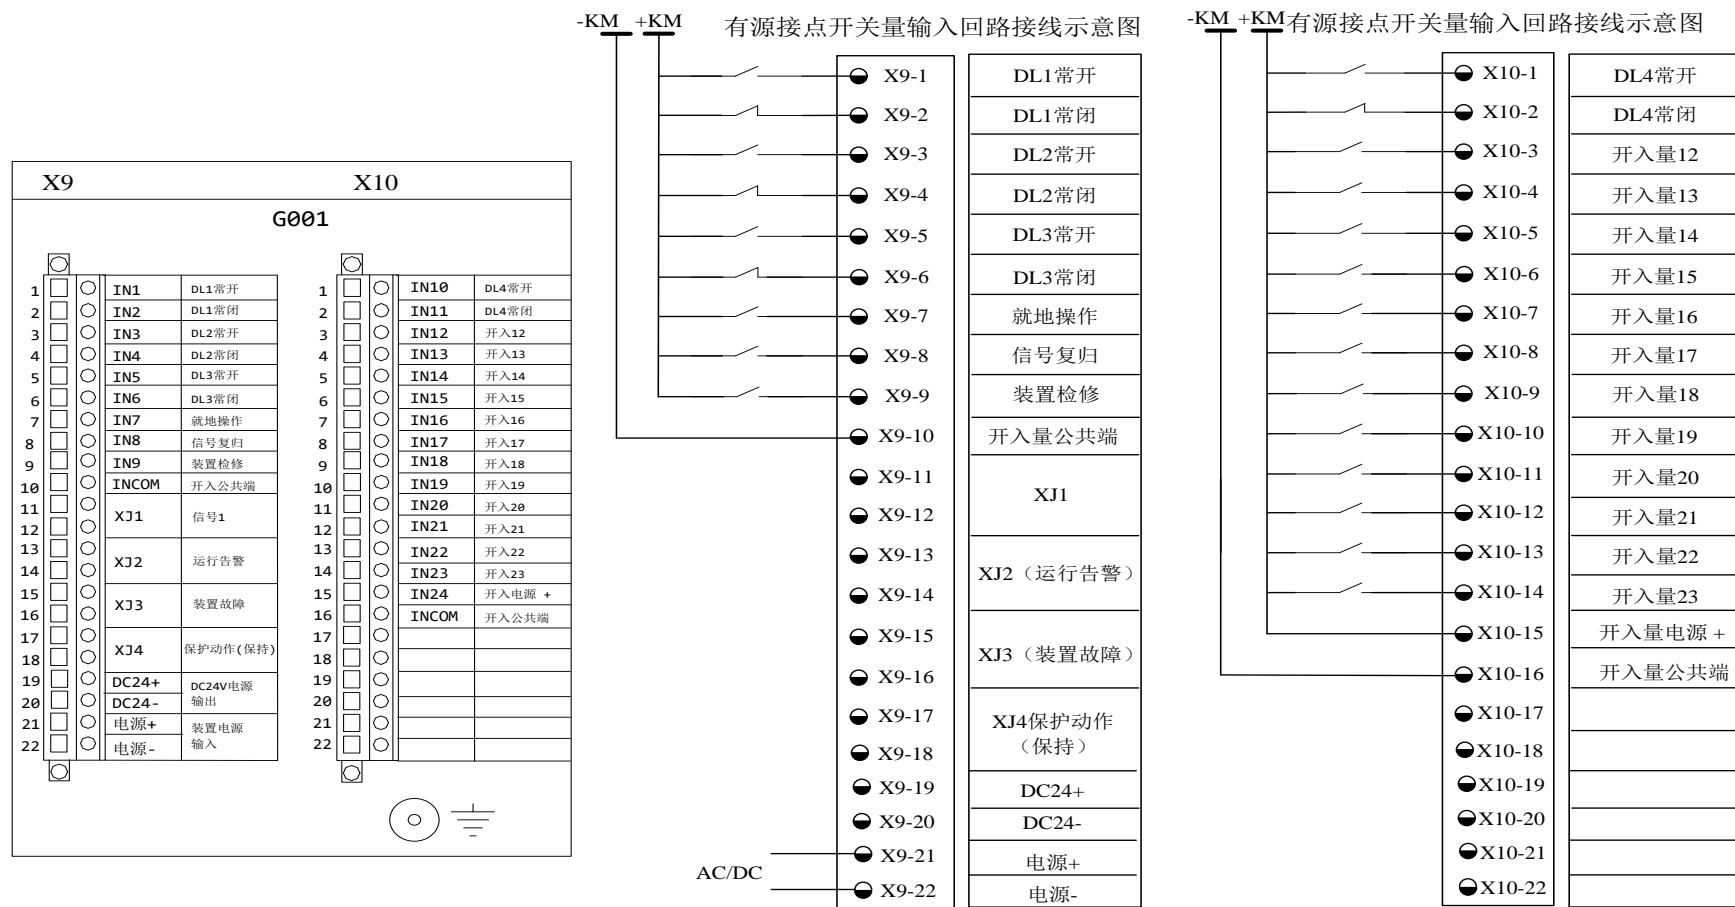 X9 X10
G001
1 IN1 DL1常开
2 IN2 DL1常闭
3 IN3 DL2常开
4 IN4 DL2常闭
5 IN5 DL3常开
6 IN6 DL3常闭
7 IN7 就地操作
8 IN8 信号复归
9 IN9 装置检修
10 INCOM 开入公共端
11
12
XJ1 信号1
13
14
XJ2 运行告警
15
16
XJ3 装置故障
17
18
XJ4 保护动作(保持)
19 DC24+
20 DC24-
DC24V电源
输出
21 电源+
22 电源-
装置电源
输入
1 IN10 DL4常开
2 IN11 DL4常闭
3 IN12 开入12
4 IN13 开入13
5 IN14 开入14
6 IN15 开入15
7 IN16 开入16
8 IN17 开入17
9 IN18 开入18
10 IN19 开入19
11 IN20 开入20
12 IN21 开入21
13 IN22 开入22
14 IN23 开入23
15 IN24 开入电源 +
16 INCOM 开入公共端
17
18
19
20
21
22
-KM +KM 有源接点开关量输入回路接线示意图
X9-1 DL1常开
X9-2 DL1常闭
X9-3 DL2常开
X9-4 DL2常闭
X9-5 DL3常开
X9-6 DL3常闭
X9-7 就地操作
X9-8 信号复归
X9-9 装置检修
X9-10 开入量公共端
X9-11
XJ1
X9-12
X9-13
XJ2（运行告警）
X9-14
X9-15
XJ3（装置故障）
X9-16
X9-17 XJ4保护动作
X9-18 （保持）
X9-19 DC24+
X9-20 DC24-
X9-21 电源+
AC/DC
X9-22 电源-
-KM +KM 有源接点开关量输入回路接线示意图
X10-1 DL4常开
X10-2 DL4常闭
X10-3 开入量12
X10-4 开入量13
X10-5 开入量14
X10-6 开入量15
X10-7 开入量16
X10-8 开入量17
X10-9 开入量18
X10-10 开入量19
X10-11 开入量20
X10-12 开入量21
X10-13 开入量22
X10-14 开入量23
X10-15 开入量电源 +
X10-16 开入量公共端
X10-17
X10-18
X10-19
X10-20
X10-21
X10-22